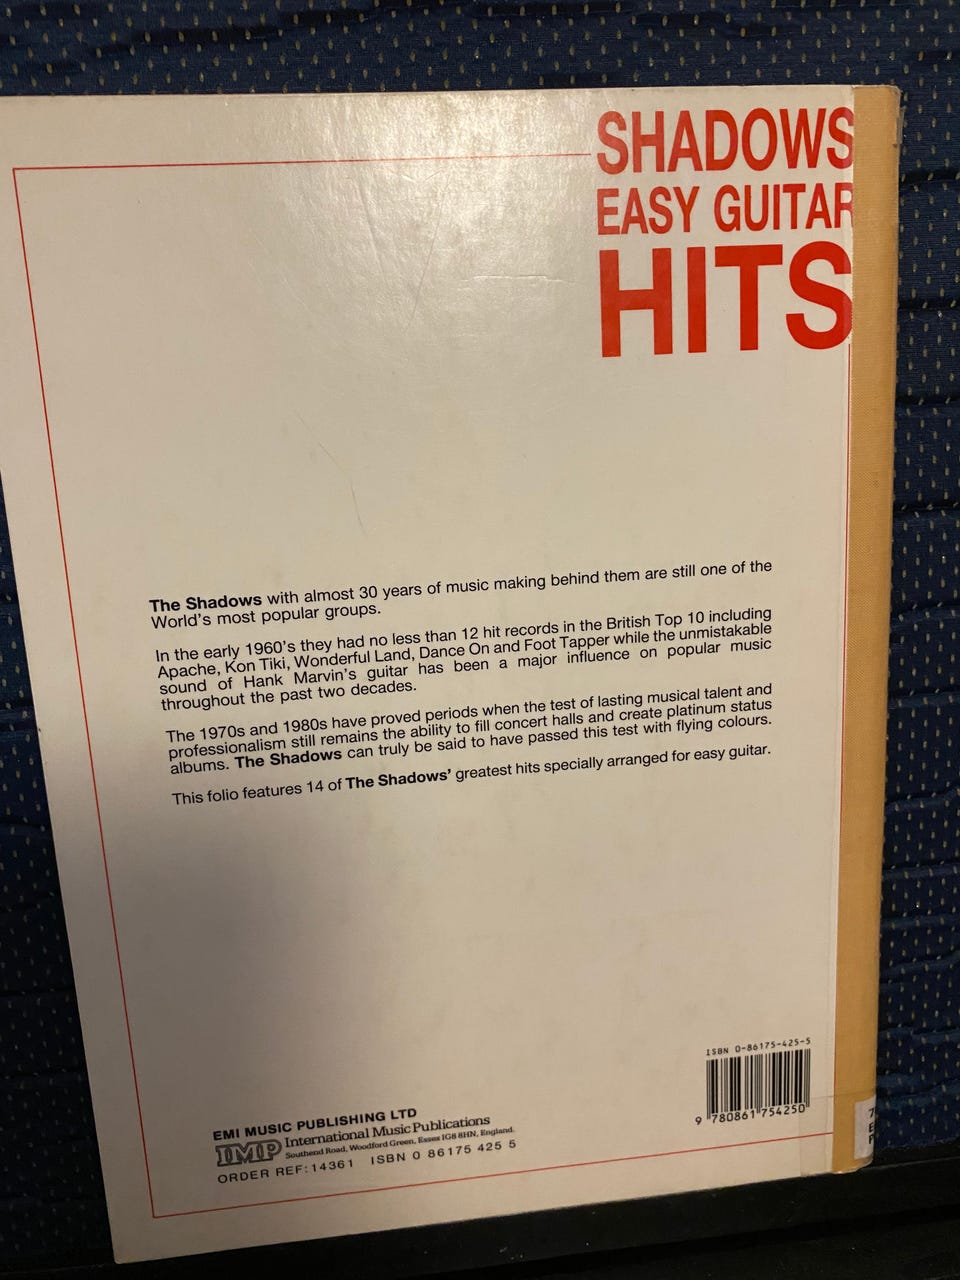 SHADOWS
EASY GUITAR
HITS
The Shadows with almost 30 years of music making behind them are still one of the
World's most popular groups.
In the early 1960's they had no less than 12 hit records in the British Top 10 including
Apache, Kon Tiki, Wonderful Land, Dance On and Foot Tapper while the unmistakable
sound of Hank Marvin's guitar has been a major influence on popular music
throughout the past two decades.
The 1970s and 1980s have proved periods when the test of lasting musical talent and
professionalism still remains the ability to fill concert halls and create platinum status
albums. The Shadows can truly be said to have passed this test with flying colours.
This folio features 14 of The Shadows' greatest hits specially arranged for easy guitar.
ISBN 0-86175-425-5
9 780861 754250
EMI MUSIC PUBLISHING LTD
IMP International Music Publications
Southend Road, Woodford Green, Essex IG8 8HN, England.
ORDER REF: 14361 ISBN 0 86175 425 5